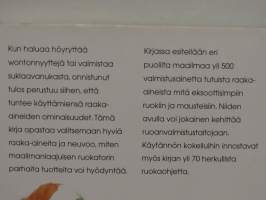 Kun haluaa höyryttää
wontonnyyttejä tai valmistaa
suklaavanukasta, onnistunut
tulos perustuu siihen, että
tuntee käyttämiensä raaka-
aineiden ominaisuudet. Tämä
kirja opastaa valitsemaan hyviä
raaka-aineita ja neuvoo, miten
maailmanlaajuisen ruokatorin
parhaita tuotteita voi hyödyntää.
Kirjassa esitellään eri
puolilta maailmaa yli 500
valmistusainetta tutuista raaka-
aineista mitä eksoottisimpiin
ruokiin ja mausteisiin. Niiden
avulla voi jokainen kehittää
ruoanvalmistustaitojaan.
Käytännön kokeiluihin innostavat
myös kirjan yli 70 herkullista
ruokaohjetta.